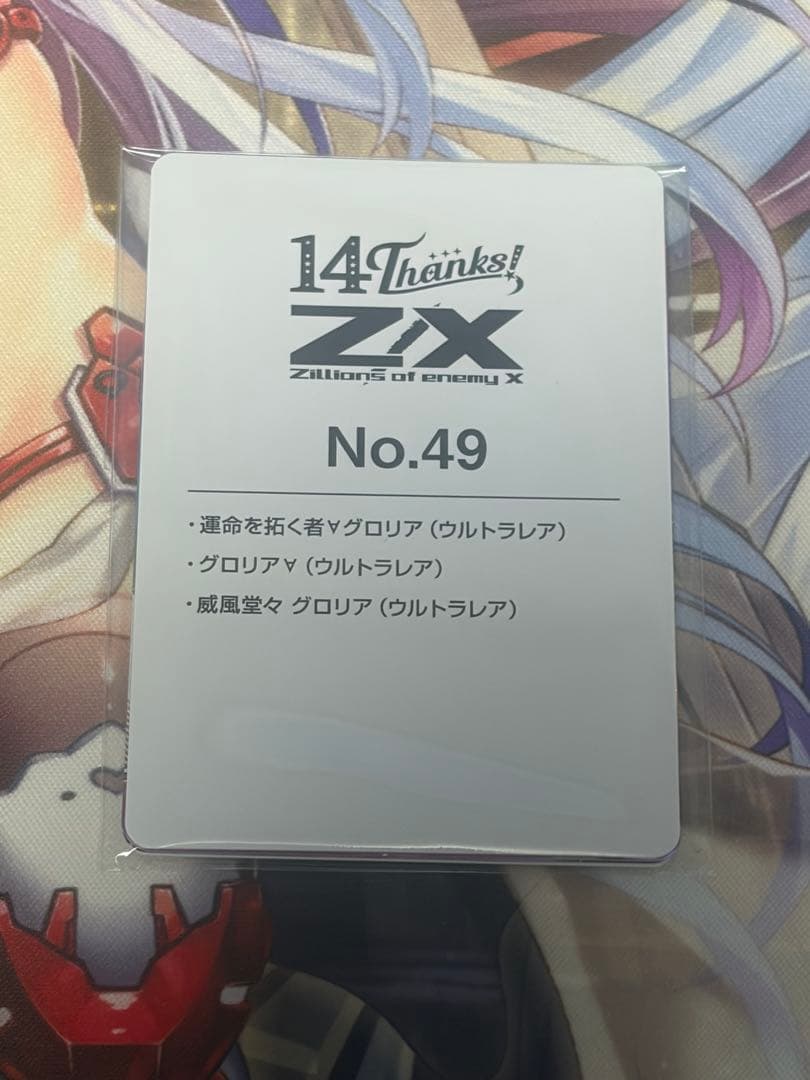 14 Thanks!
Z/X
Zillions of enemy X
No.49
・運命を拓く者∀グロリア（ウルトラレア）
・グロリア∀（ウルトラレア）
・威風堂々 グロリア（ウルトラレア）